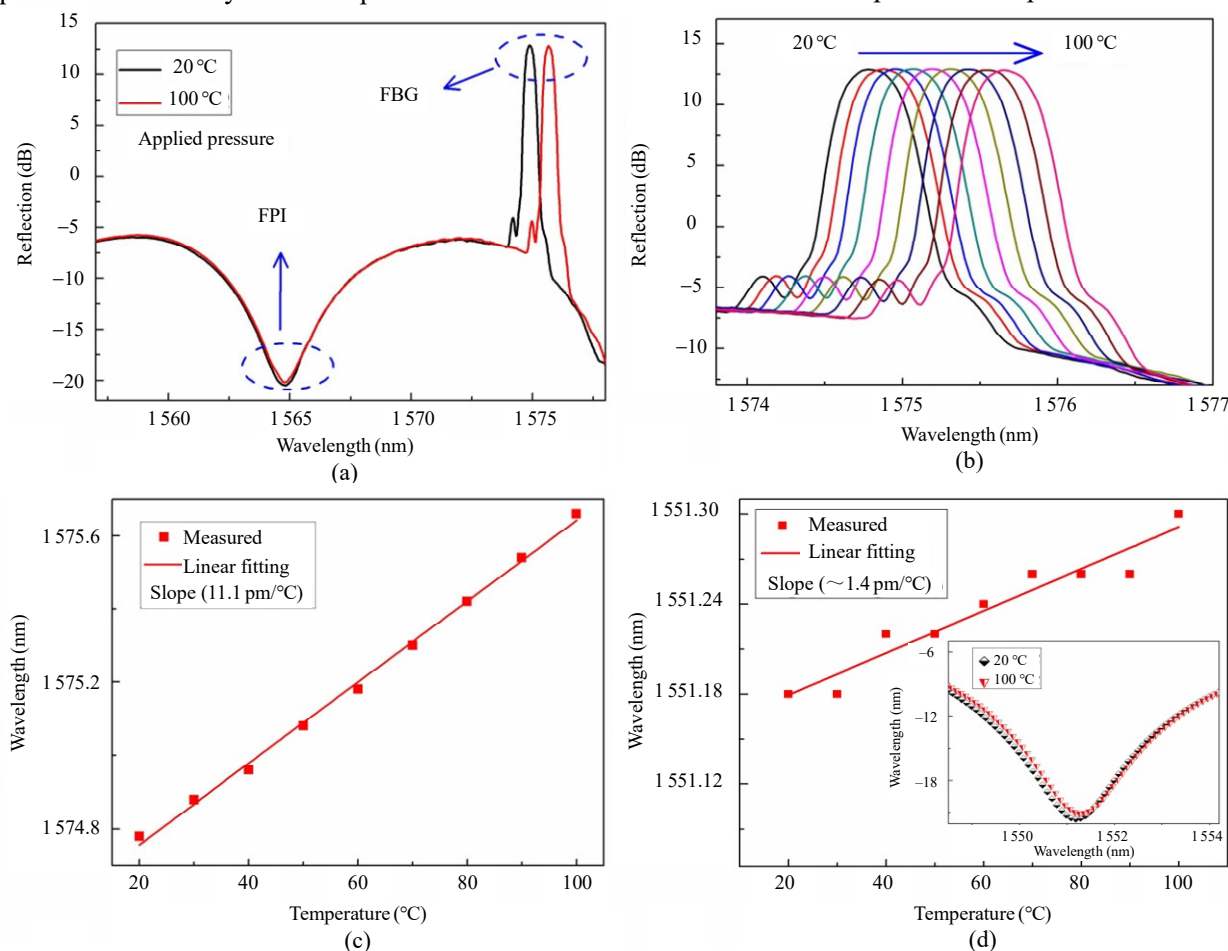 15
10
5
0
−5
−10
−15
−20
Reflection (dB)
20 ℃
100 ℃
Applied pressure
FBG
FPI
1 560
1 565
1 570
1 575
Wavelength (nm)
(a)
15
10
5
0
−5
−10
Reflection (dB)
20 ℃
100 ℃
1 574
1 575
1 576
1 577
Wavelength (nm)
(b)
1 575.6
1 575.2
1 574.8
Wavelength (nm)
Measured
Linear fitting
Slope (11.1 pm/℃)
20
40
60
80
100
Temperature (℃)
(c)
1 551.30
1 551.24
1 551.18
1 551.12
Wavelength (nm)
Measured
Linear fitting
Slope (～1.4 pm/℃)
−6
−12
−18
Wavelength (nm)
20 ℃
100 ℃
1 550
1 552
1 554
Wavelength (nm)
20
40
60
80
100
Temperature (℃)
(d)